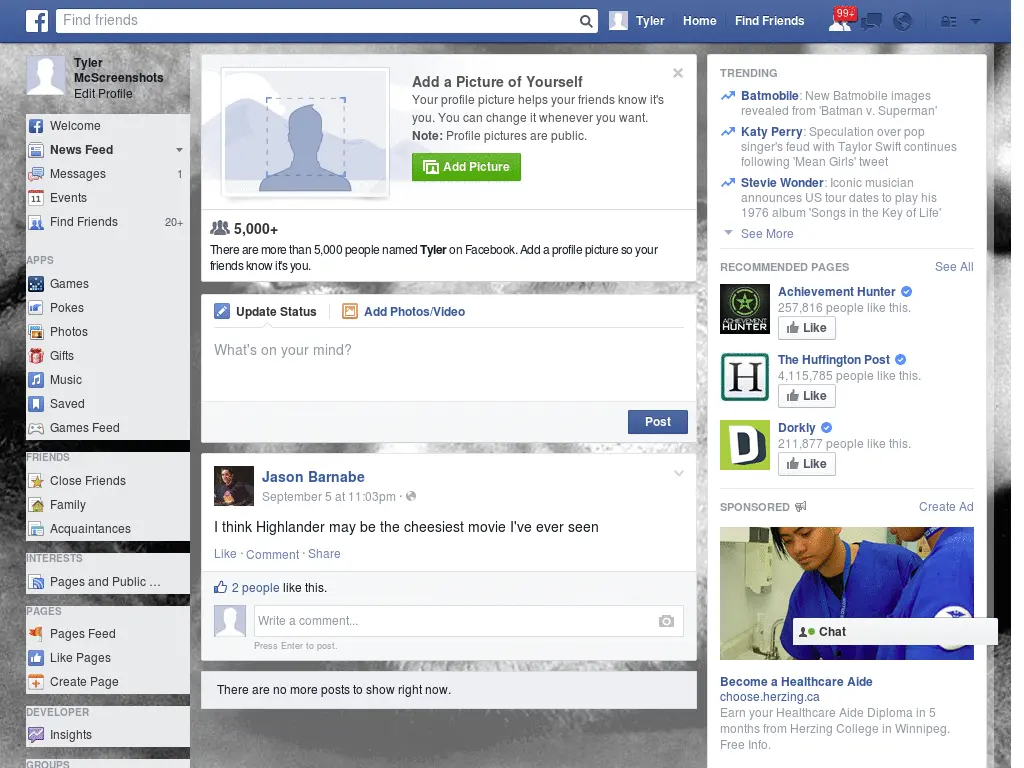 Find friends
Tyler Home Find Friends
99+
Tyler
McScreenshots
Edit Profile
Welcome
News Feed
Messages 1
Events
Find Friends 20+
APPS
Games
Pokes
Photos
Gifts
Music
Saved
Games Feed
FRIENDS
Close Friends
Family
Acquaintances
INTERESTS
Pages and Public ...
PAGES
Pages Feed
Like Pages
Create Page
DEVELOPER
Insights
GROUPS
Add a Picture of Yourself
Your profile picture helps your friends know it's
you. You can change it whenever you want.
Note: Profile pictures are public.
Add Picture
5,000+
There are more than 5,000 people named Tyler on Facebook. Add a profile picture so your
friends know it's you.
Update Status Add Photos/Video
What's on your mind?
Post
Jason Barnabe
September 5 at 11:03pm ·
I think Highlander may be the cheesiest movie I've ever seen
Like · Comment · Share
2 people like this.
Write a comment...
Press Enter to post.
There are no more posts to show right now.
TRENDING
Batmobile: New Batmobile images
revealed from 'Batman v. Superman'
Katy Perry: Speculation over pop
singer's feud with Taylor Swift continues
following 'Mean Girls' tweet
Stevie Wonder: Iconic musician
announces US tour dates to play his
1976 album 'Songs in the Key of Life'
See More
RECOMMENDED PAGES See All
ACHIEVEMENT
HUNTER
Achievement Hunter
257,816 people like this.
Like
H
The Huffington Post
4,115,785 people like this.
Like
D
Dorkly
211,877 people like this.
Like
SPONSORED Create Ad
Chat
Become a Healthcare Aide
choose.herzing.ca
Earn your Healthcare Aide Diploma in 5
months from Herzing College in Winnipeg.
Free Info.